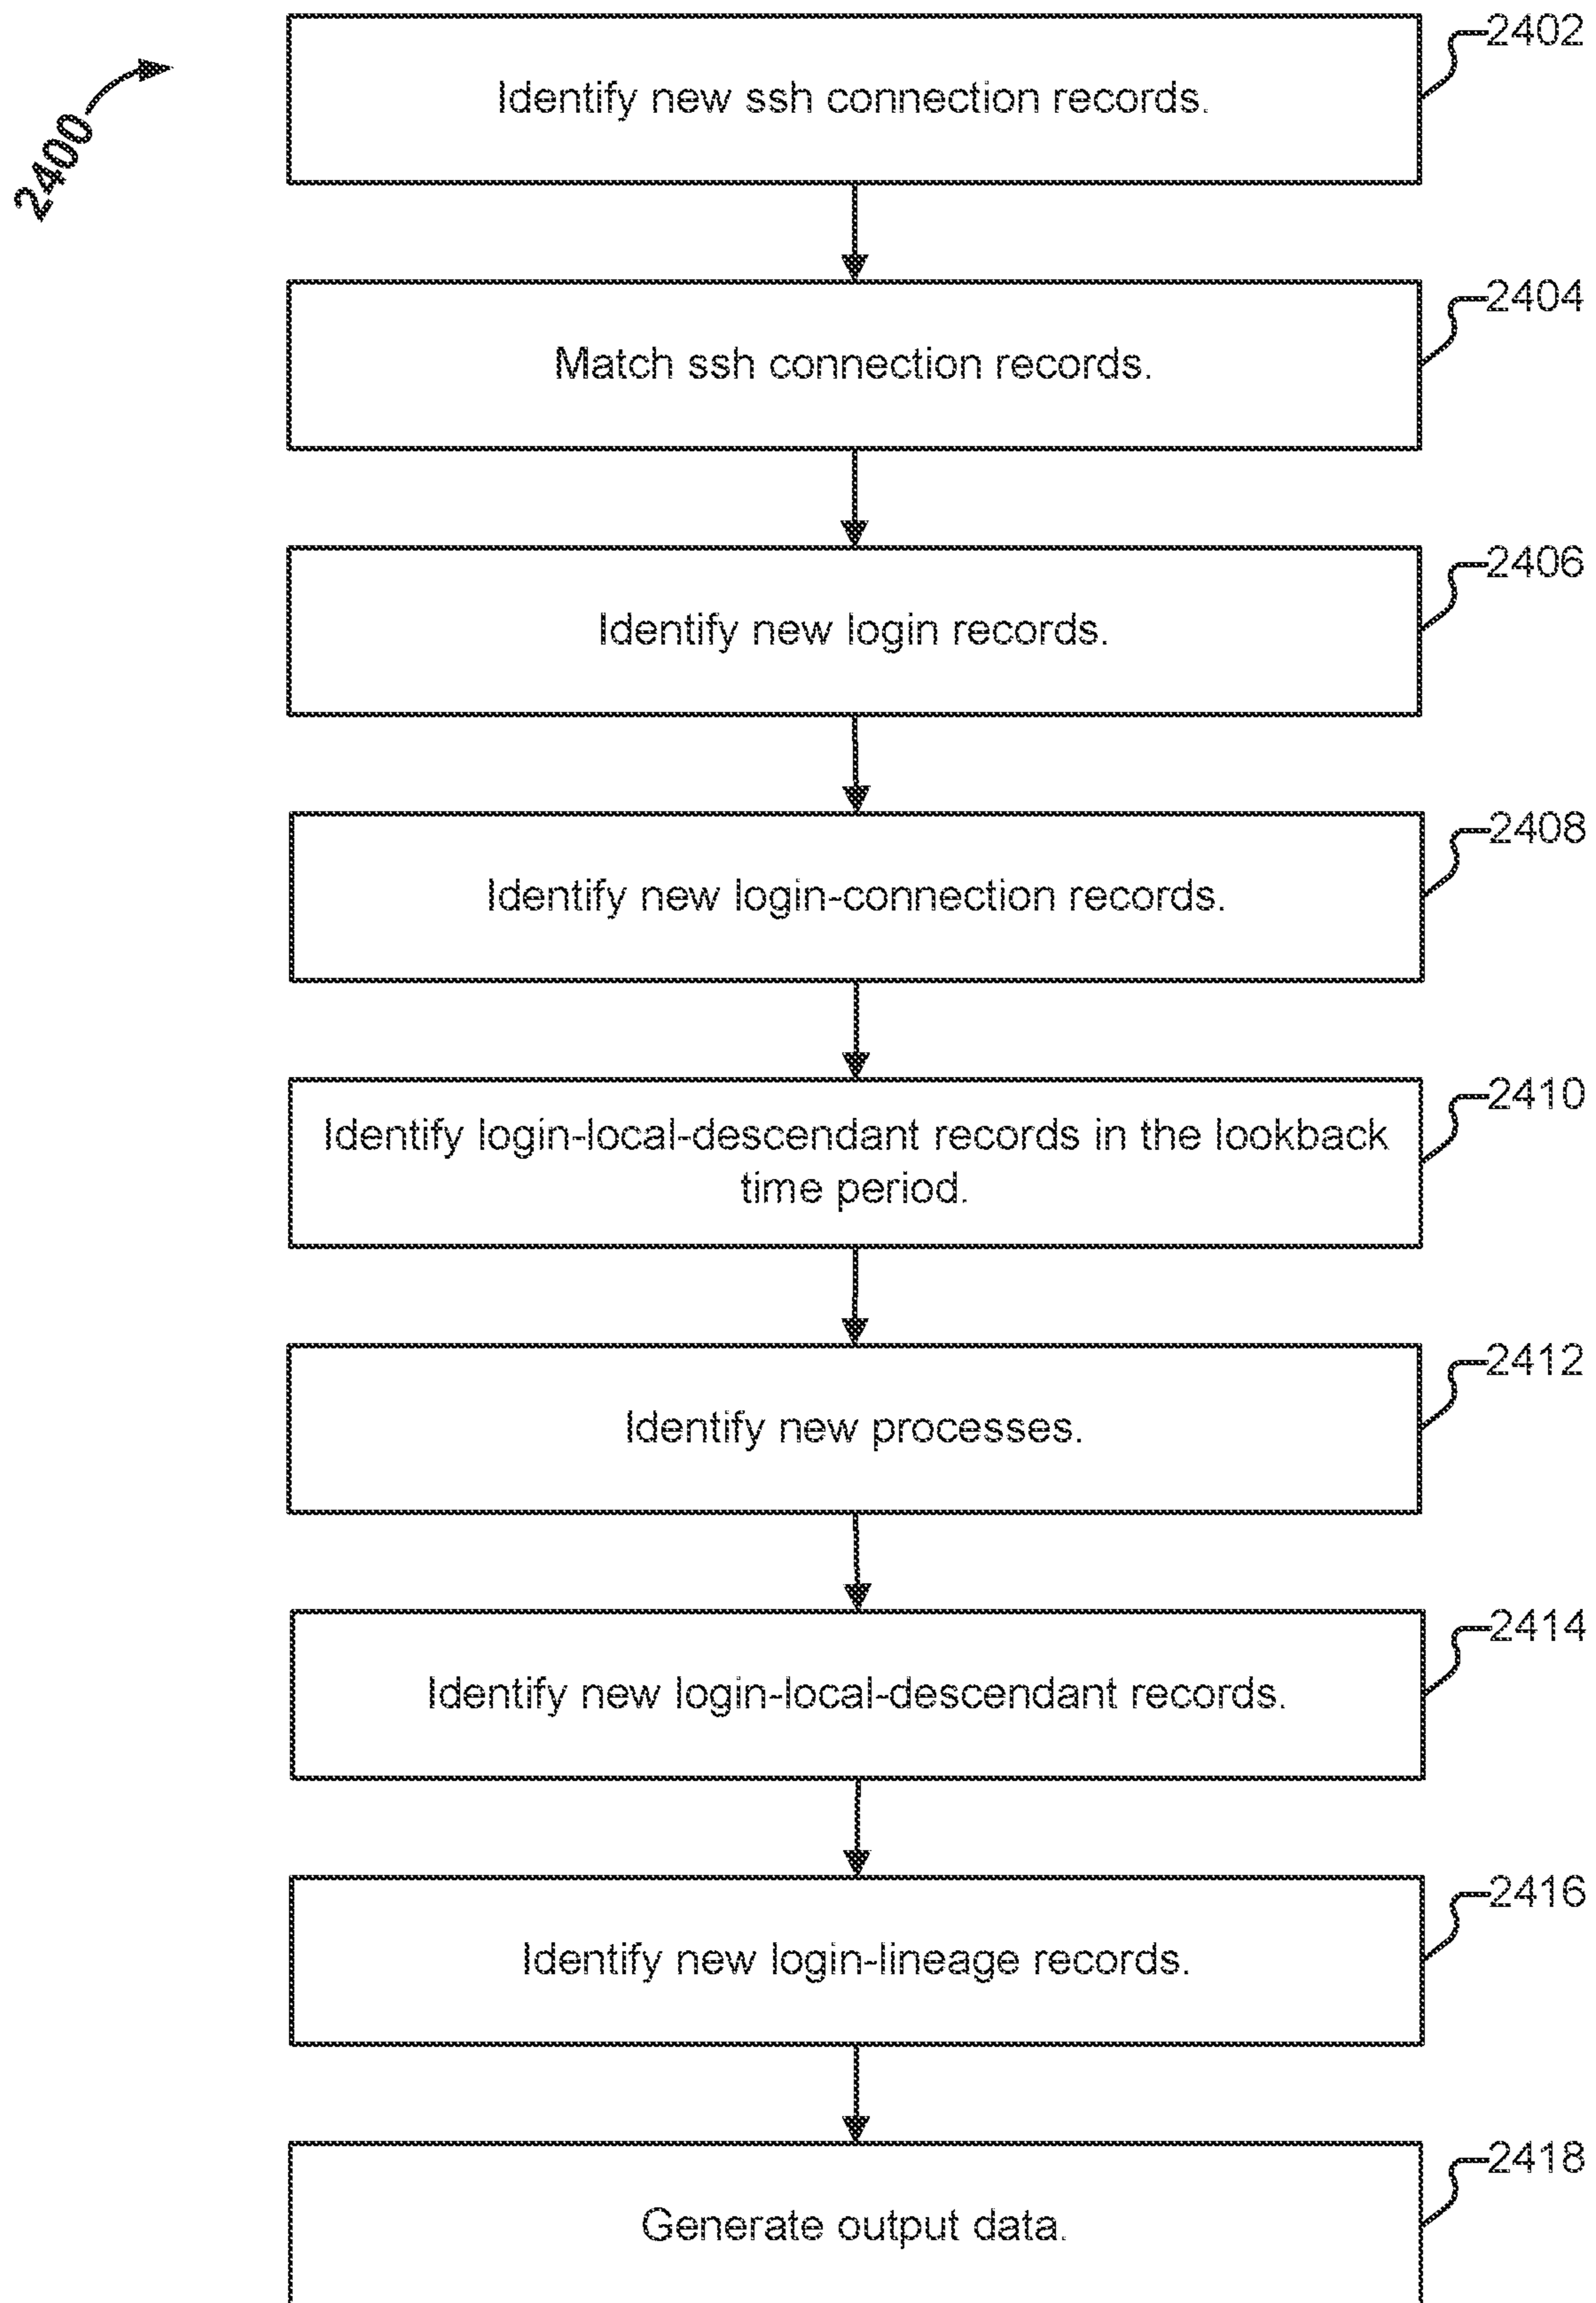 2400
2402
Identify new ssh connection records.
2404
Match ssh connection records.
2406
Identify new login records.
2408
Identify new login-connection records.
2410
Identify login-local-descendant records in the lookback
time period.
2412
Identify new processes.
2414
Identify new login-local-descendant records.
2416
Identify new login-lineage records.
2418
Generate output data.